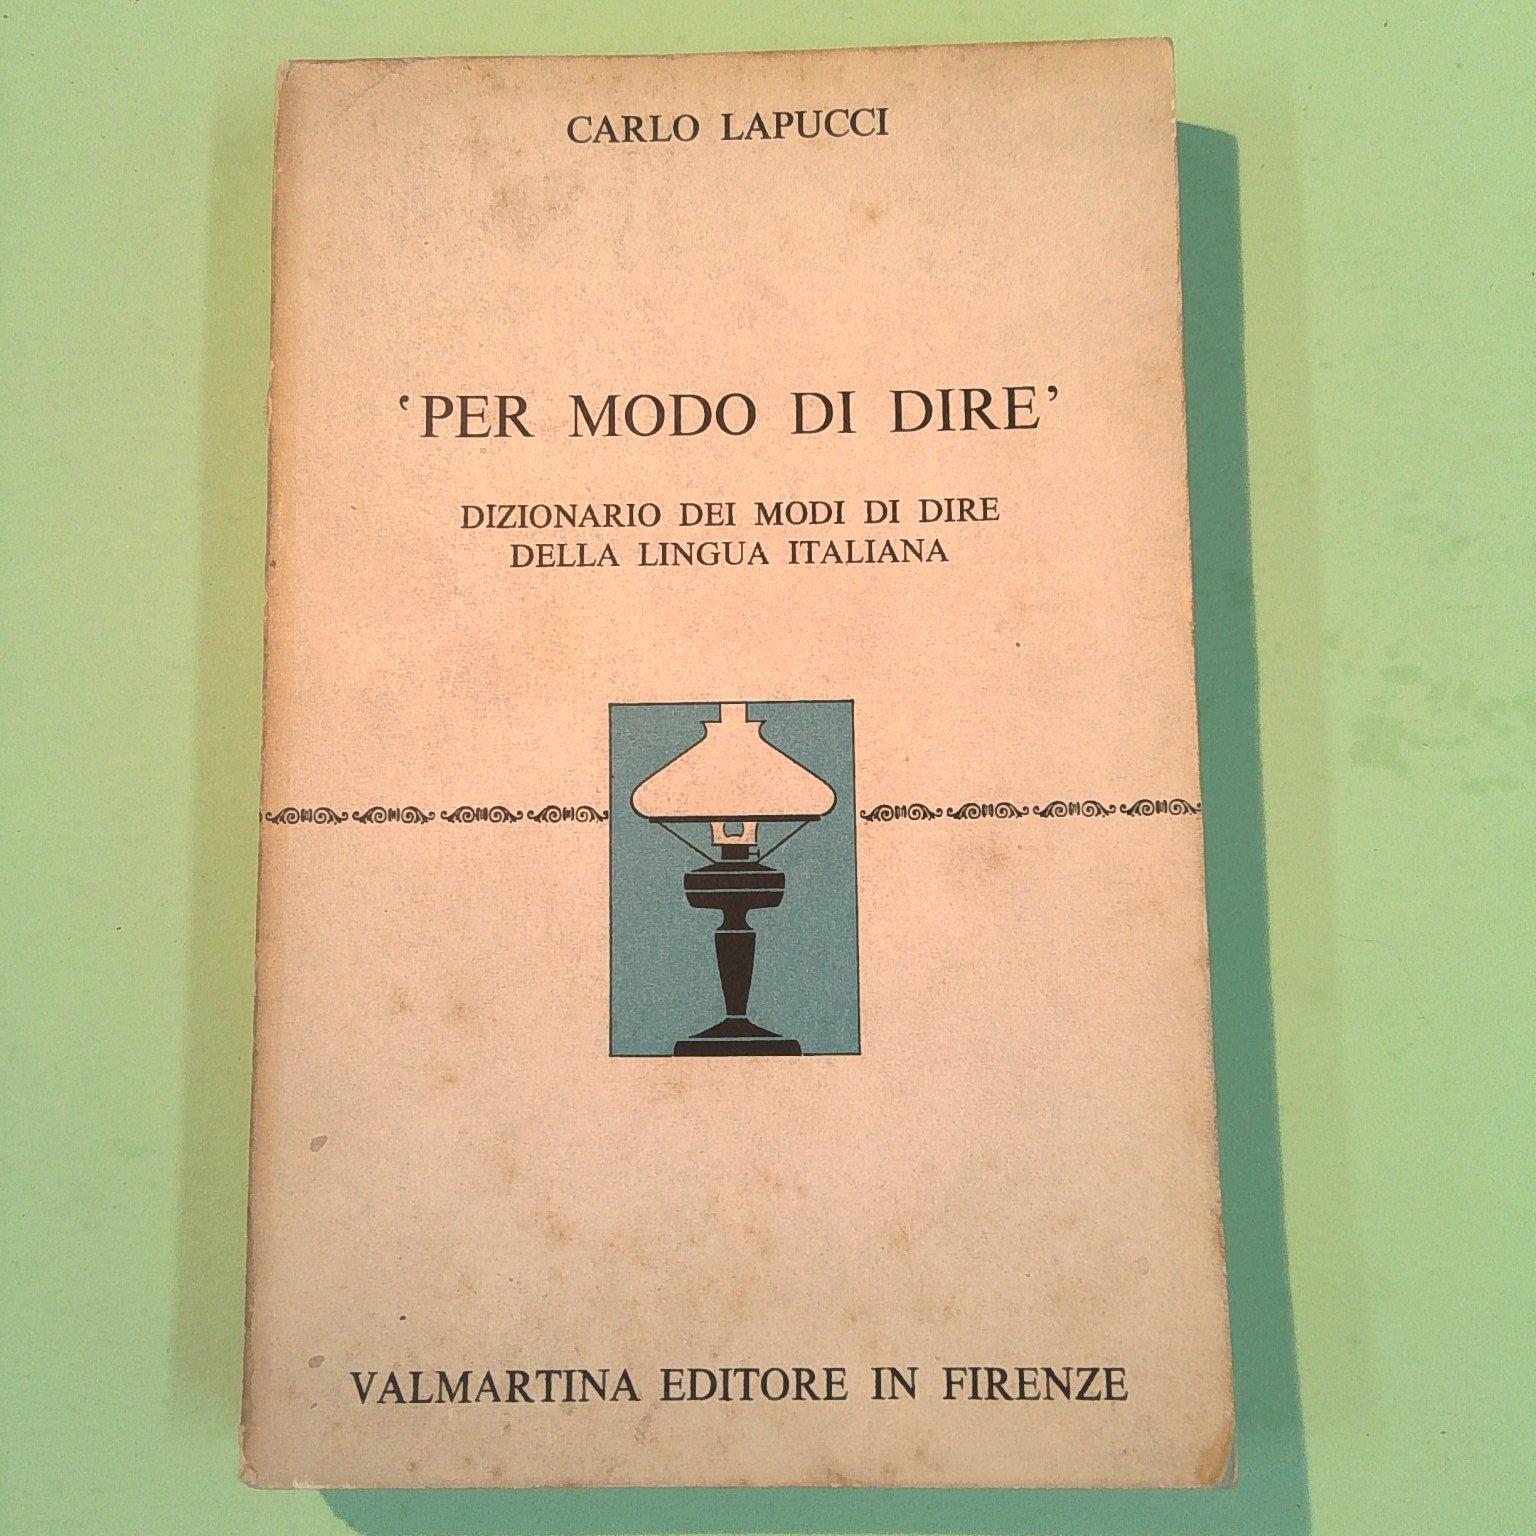 CARLO LAPUCCI
‘PER MODO DI DIRE’
DIZIONARIO DEI MODI DI DIRE
DELLA LINGUA ITALIANA
VALMARTINA EDITORE IN FIRENZE